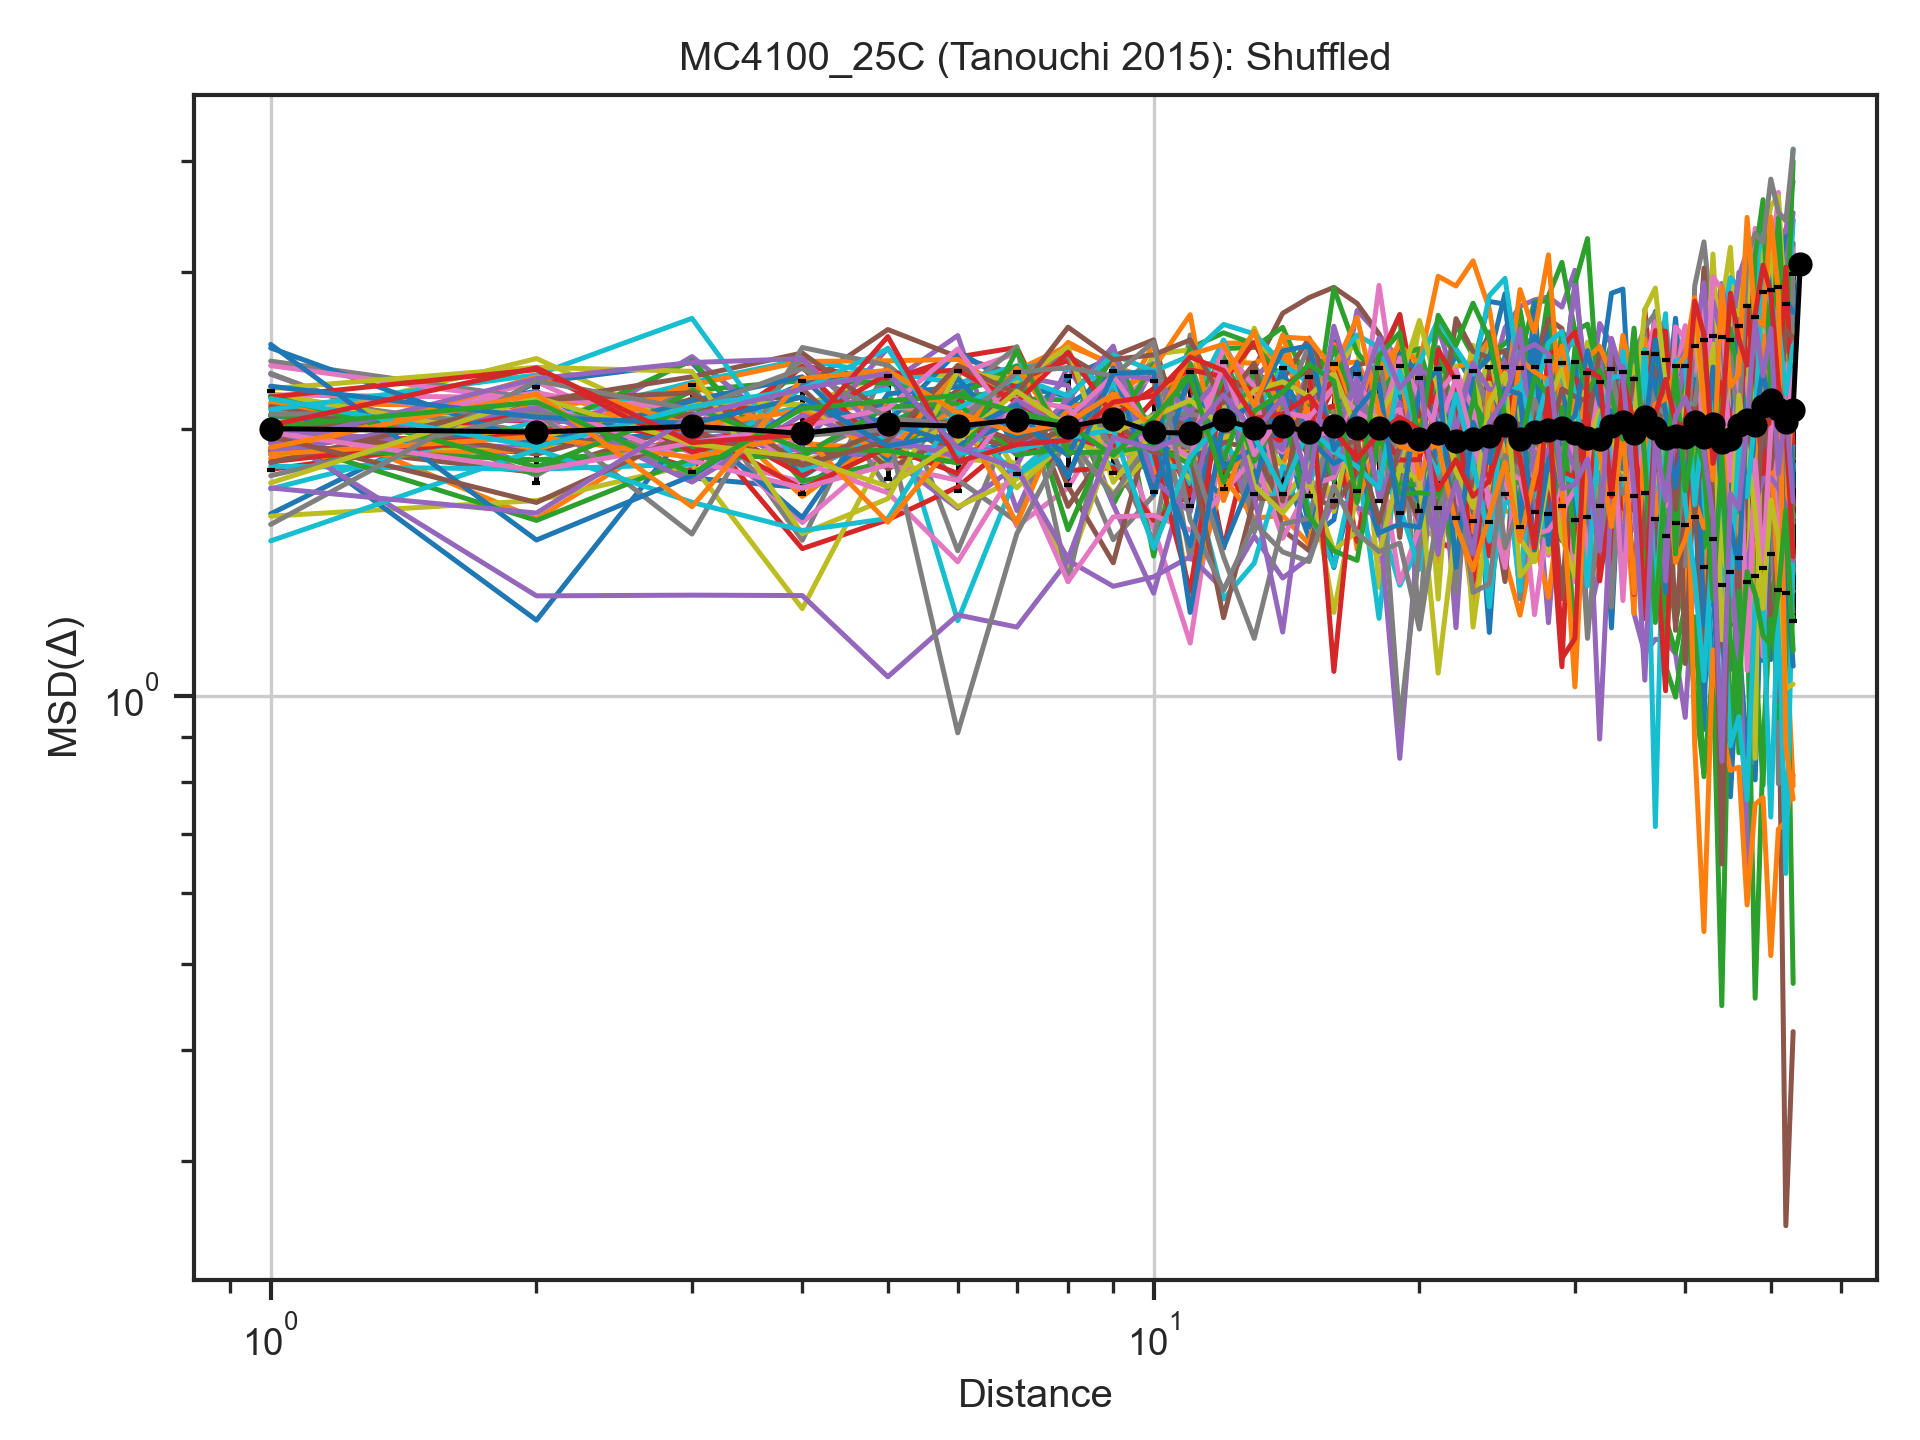 MC4100_25C (Tanouchi 2015): Shuffled
MSD(Δ)
10⁰
10⁰
10¹
Distance